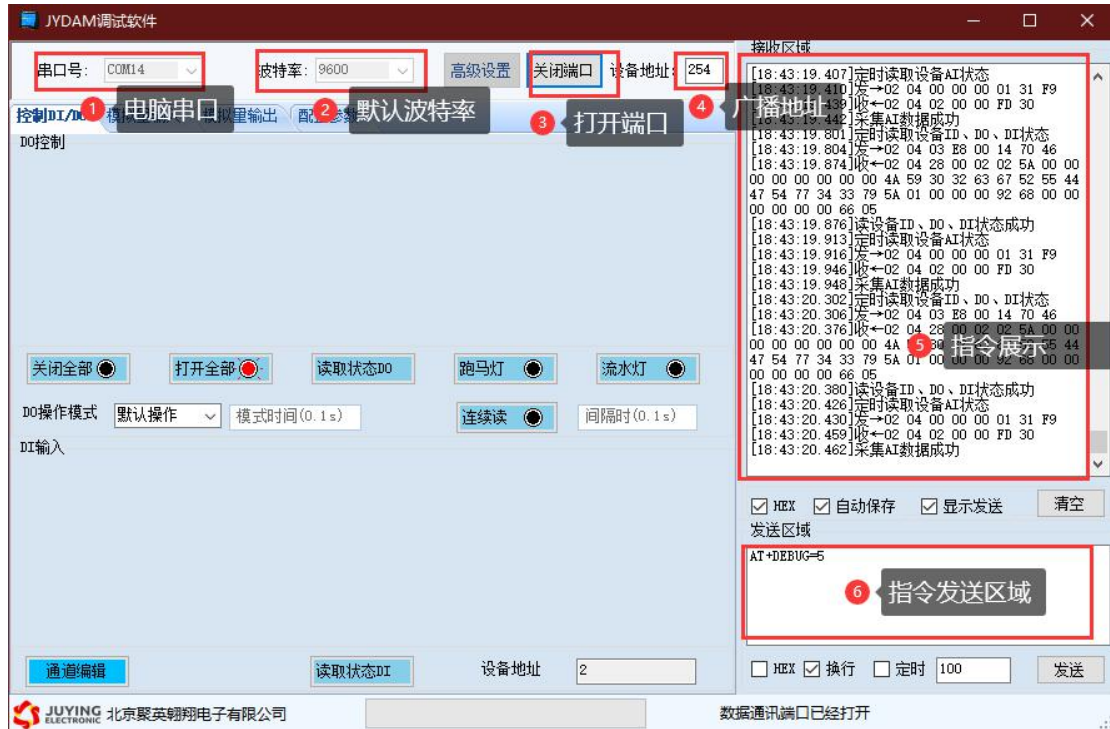 JYDAM调试软件
串口号: COM14 波特率: 9600 高级设置 关闭端口 设备地址: 254
1 电脑串口
2 默认波特率
3 打开端口
4 广播地址
控制DI/DO
量输出
DO控制
关闭全部 打开全部 读取状态DO 跑马灯 流水灯
DO操作模式 默认操作 模式时间(0.1s) 连续读 间隔时(0.1s)
DI输入
通道编辑 读取状态DI 设备地址 2
接收区域
[18:43:19.407]定时读取设备AI状态
[18:43:19.410]发→02 04 00 00 00 01 31 F9
收←02 04 02 00 00 FD 30
[18:43:19.442]采集AI数据成功
[18:43:19.801]定时读取设备ID、DO、DI状态
[18:43:19.804]发→02 04 03 E8 00 14 70 46
[18:43:19.874]收←02 04 28 00 02 02 5A 00 00
00 00 00 00 00 00 4A 59 30 32 63 67 52 55 44
47 54 77 34 33 79 5A 01 00 00 00 92 68 00 00
00 00 00 00 66 05
[18:43:19.876]读设备ID、DO、DI状态成功
[18:43:19.913]定时读取设备AI状态
[18:43:19.916]发→02 04 00 00 00 01 31 F9
[18:43:19.946]收←02 04 02 00 00 FD 30
[18:43:19.948]采集AI数据成功
[18:43:20.302]定时读取设备ID、DO、DI状态
[18:43:20.306]发→02 04 03 E8 00 14 70 46
[18:43:20.376]收←02 04 28 00 02 02 5A 00 00
00 00 00 00 00 00 4A 44
47 54 77 34 33 79 5A 01 00 00 00 92 68 00 00
00 00 00 00 66 05
5 指令展示
[18:43:20.380]读设备ID、DO、DI状态成功
[18:43:20.426]定时读取设备AI状态
[18:43:20.430]发→02 04 00 00 00 01 31 F9
[18:43:20.459]收←02 04 02 00 00 FD 30
[18:43:20.462]采集AI数据成功
HEX 自动保存 显示发送 清空
发送区域
AT+DEBUG=5
6 指令发送区域
HEX 换行 定时 100 发送
JUYING ELECTRONIC 北京聚英翱翔电子有限公司 数据通讯端口已经打开